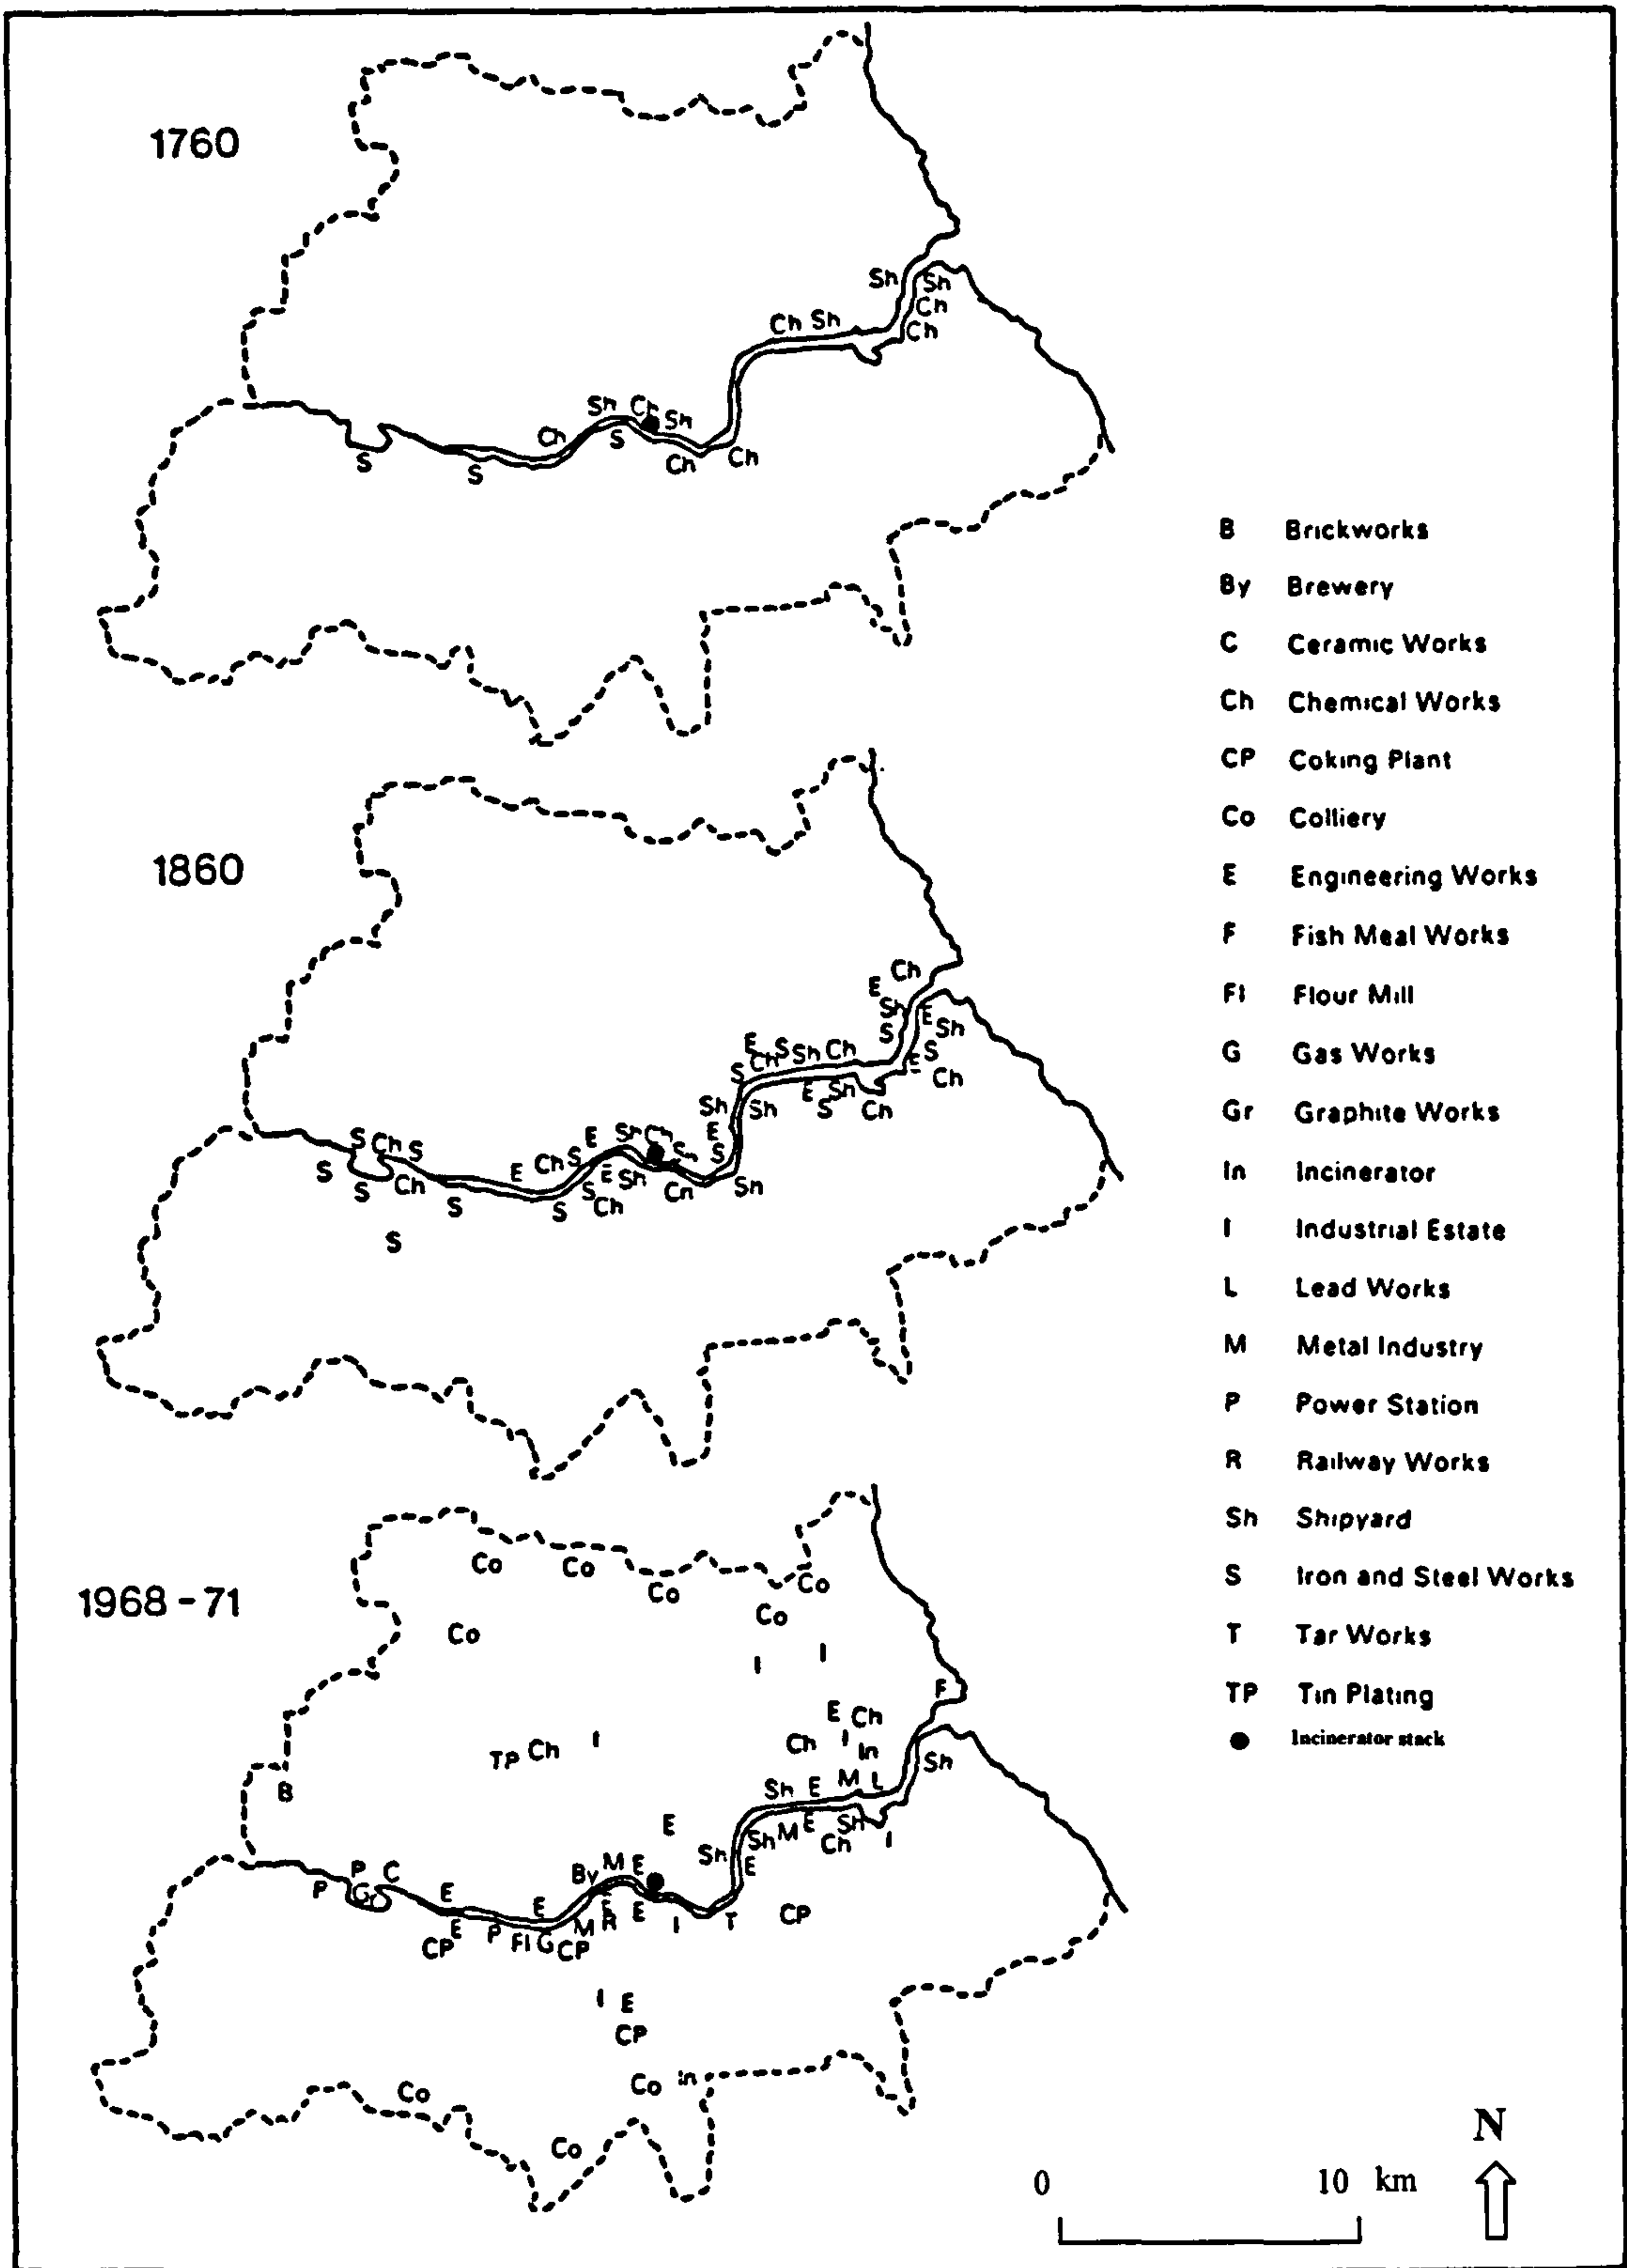 1760
Sh
Sh
Ch
Ch Sh
Ch
Sh Ch Sh
Ch S
S
S
Ch
Ch
1860
Ch
E
Sh
E
Sh
S
S
E
E S Sh Ch
Ch
S
Ch
E Sh
S
Ch
Sh Sh
E
S
E Sh Ch
S Ch S
S
E Ch S
E Sh
S
Ch
S
S
S
Ch
S
Ch
Sh
S
1968-71
Co Co
Co
Co
Co
Co
I I
F
E Ch
TP Ch I
Ch I
In
Sh
B
Sh E M L
E
Sh M E Sh
Ch
I
Sh
E
P C
P
Gr
By M E
E
E
E
P
Fl G
CP
CP
M
E
R
E
I
T
CP
I E
CP
Co
Co In
Co
B Brickworks
By Brewery
C Ceramic Works
Ch Chemical Works
CP Coking Plant
Co Colliery
E Engineering Works
F Fish Meal Works
Fl Flour Mill
G Gas Works
Gr Graphite Works
In Incinerator
I Industrial Estate
L Lead Works
M Metal Industry
P Power Station
R Railway Works
Sh Shipyard
S Iron and Steel Works
T Tar Works
TP Tin Plating
Incinerator stack
N
0 10 km